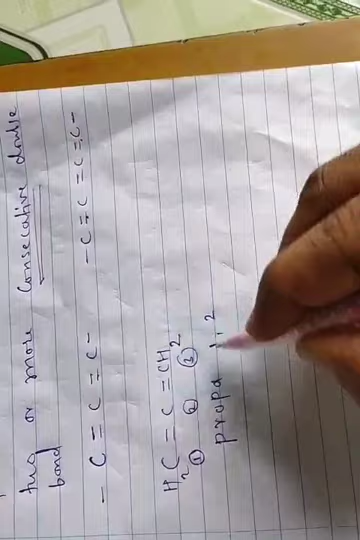 two or more consecutive double
bond
- C = C = C - - C = C = C = C -
H2C = C = CH2
① ② ③
propa 1, 2